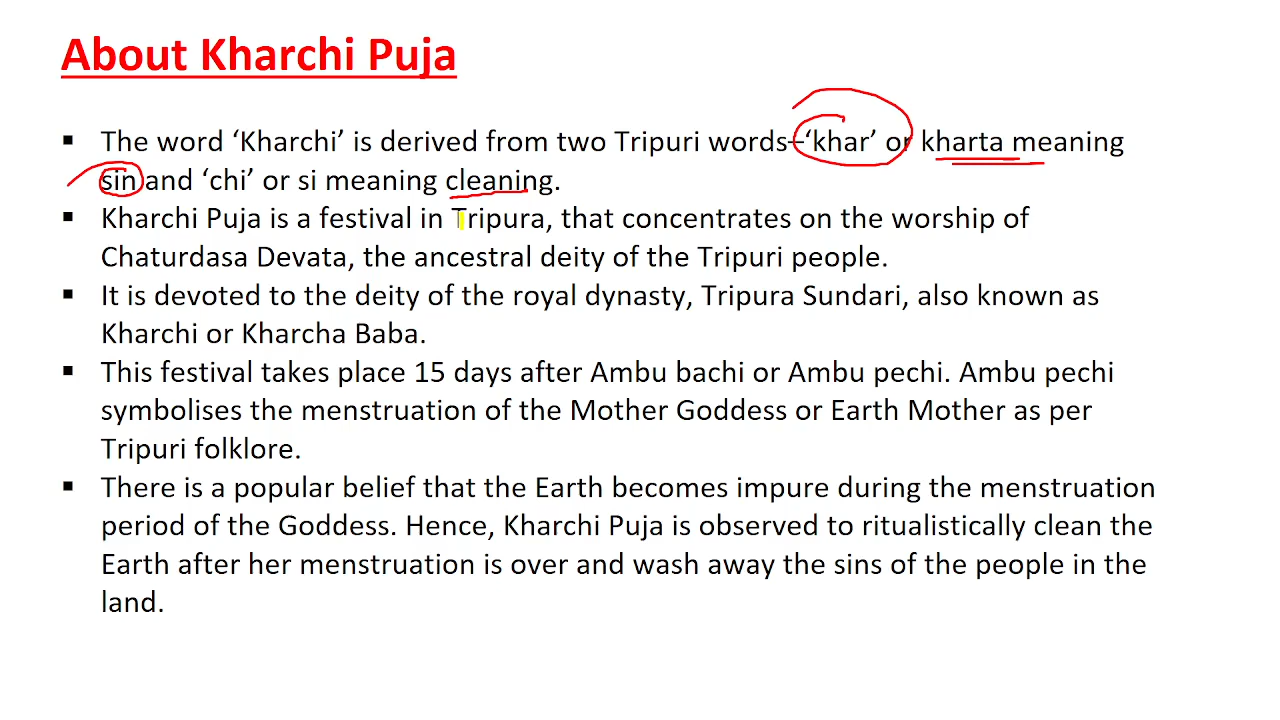 About Kharchi Puja
▪ The word ‘Kharchi’ is derived from two Tripuri words–‘khar’ or kharta meaning
sin and ‘chi’ or si meaning cleaning.
▪ Kharchi Puja is a festival in Tripura, that concentrates on the worship of
Chaturdasa Devata, the ancestral deity of the Tripuri people.
▪ It is devoted to the deity of the royal dynasty, Tripura Sundari, also known as
Kharchi or Kharcha Baba.
▪ This festival takes place 15 days after Ambu bachi or Ambu pechi. Ambu pechi
symbolises the menstruation of the Mother Goddess or Earth Mother as per
Tripuri folklore.
▪ There is a popular belief that the Earth becomes impure during the menstruation
period of the Goddess. Hence, Kharchi Puja is observed to ritualistically clean the
Earth after her menstruation is over and wash away the sins of the people in the
land.